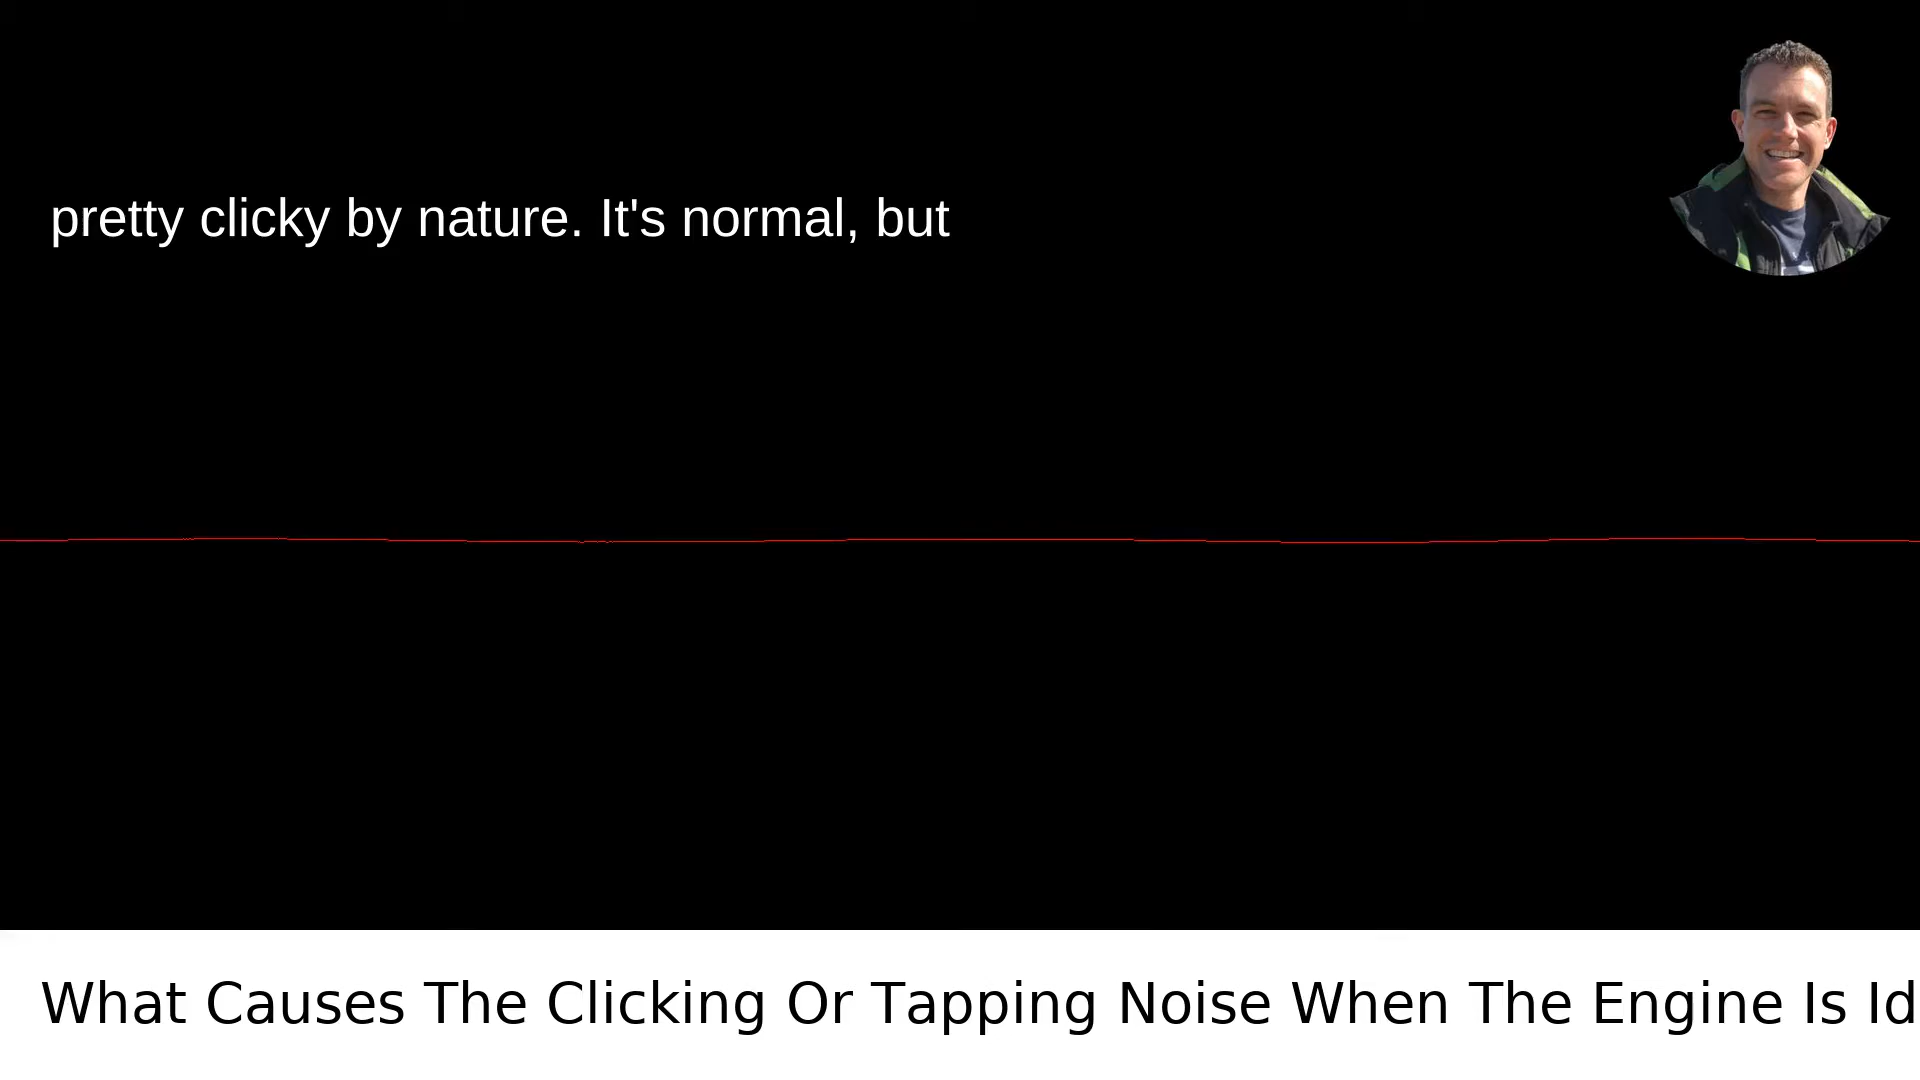 pretty clicky by nature. It's normal, but
What Causes The Clicking Or Tapping Noise When The Engine Is Id